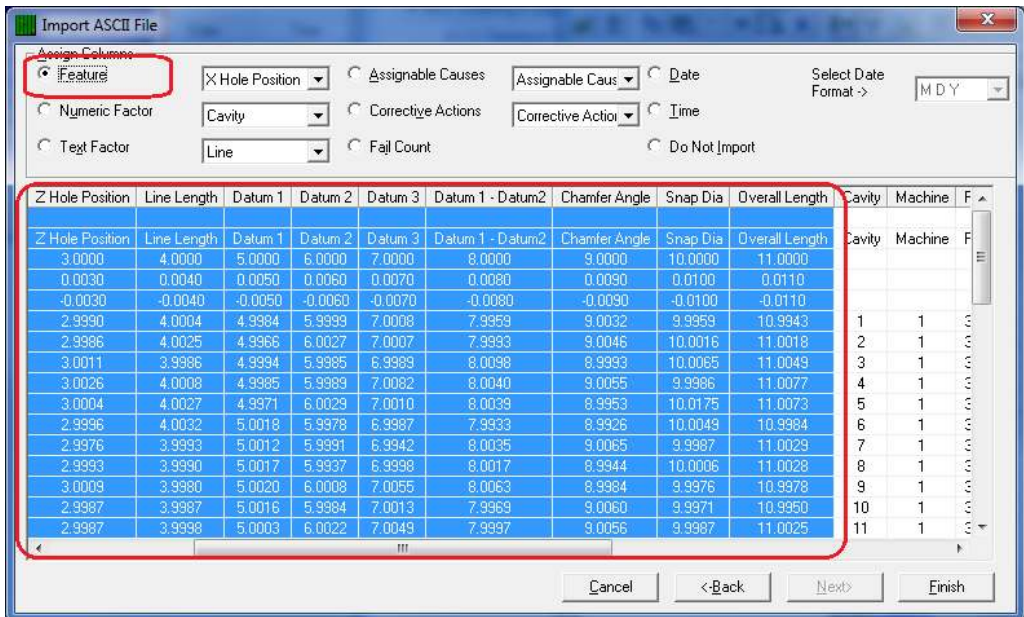 Import ASCII File
Assign Columns
Feature X Hole Position Assignable Causes Assignable Caus Date Select Date Format -> M D Y
Numeric Factor Cavity Corrective Actions Corrective Action Time
Text Factor Line Fail Count Do Not Import
Z Hole Position Line Length Datum 1 Datum 2 Datum 3 Datum 1 - Datum2 Chamfer Angle Snap Dia Overall Length Cavity Machine F
Z Hole Position Line Length Datum 1 Datum 2 Datum 3 Datum 1 - Datum2 Chamfer Angle Snap Dia Overall Length Cavity Machine F
3.0000 4.0000 5.0000 6.0000 7.0000 8.0000 9.0000 10.0000 11.0000
0.0030 0.0040 0.0050 0.0060 0.0070 0.0080 0.0090 0.0100 0.0110
-0.0030 -0.0040 -0.0050 -0.0060 -0.0070 -0.0080 -0.0090 -0.0100 -0.0110
2.9990 4.0004 4.9984 5.9999 7.0008 7.9959 9.0032 9.9959 10.9943 1 1 3
2.9986 4.0025 4.9966 6.0027 7.0007 7.9993 9.0046 10.0016 11.0018 2 1 3
3.0011 3.9986 4.9994 5.9985 6.9989 8.0098 8.9993 10.0065 11.0049 3 1 3
3.0026 4.0008 4.9985 5.9989 7.0082 8.0040 9.0055 9.9986 11.0077 4 1 3
3.0004 4.0027 4.9971 6.0029 7.0010 8.0039 8.9953 10.0175 11.0073 5 1 3
2.9996 4.0032 5.0018 5.9978 6.9987 7.9933 8.9926 10.0049 10.9984 6 1 3
2.9976 3.9993 5.0012 5.9991 6.9942 8.0035 9.0065 9.9987 11.0029 7 1 3
2.9993 3.9990 5.0017 5.9937 6.9998 8.0017 8.9944 10.0006 11.0028 8 1 3
3.0009 3.9980 5.0020 6.0008 7.0055 8.0063 8.9984 9.9976 10.9978 9 1 3
2.9987 3.9987 5.0016 5.9984 7.0013 7.9969 9.0060 9.9971 10.9950 10 1 3
2.9987 3.9998 5.0003 6.0022 7.0049 7.9997 9.0056 9.9987 11.0025 11 1 3
Cancel <-Back Next> Finish